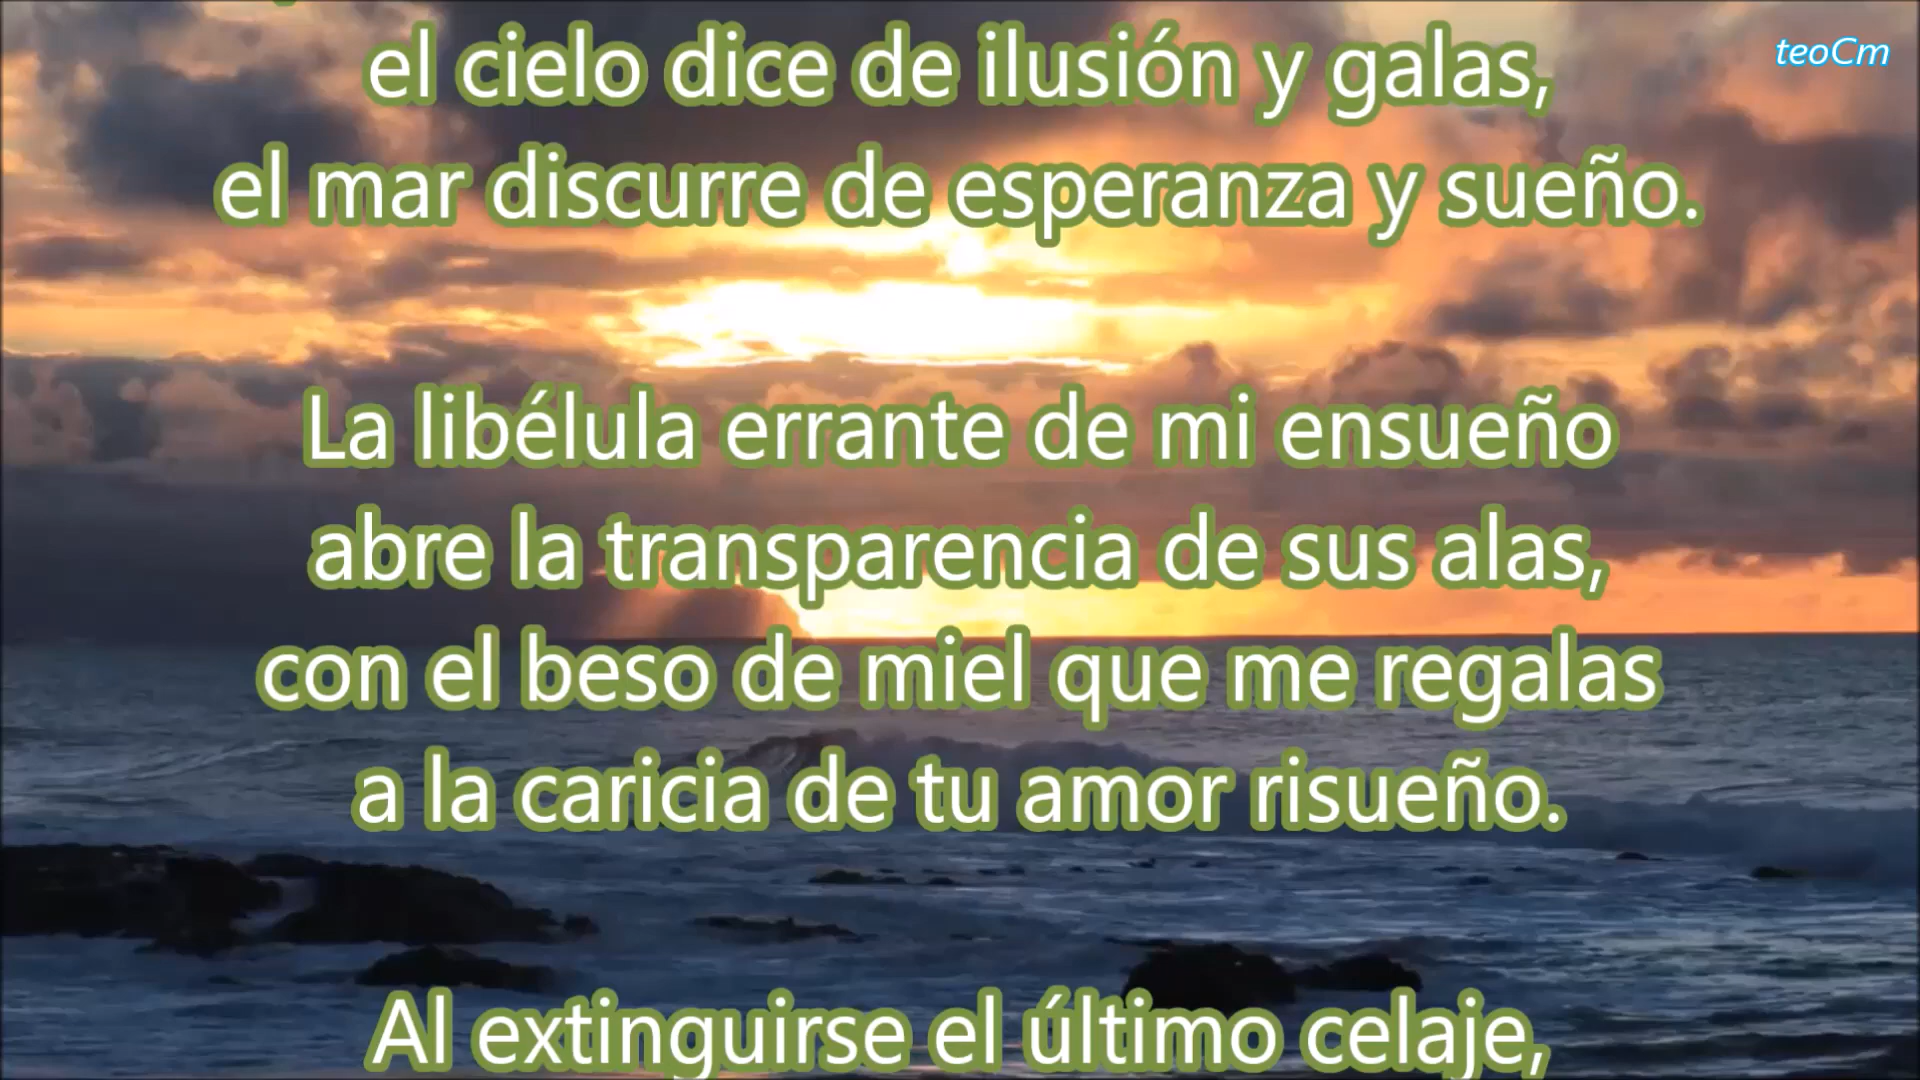 teoCm
el cielo dice de ilusión y galas,
el mar discurre de esperanza y sueño.
La libélula errante de mi ensueño
abre la transparencia de sus alas,
con el beso de miel que me regalas
a la caricia de tu amor risueño.
Al extinguirse el último celaje,